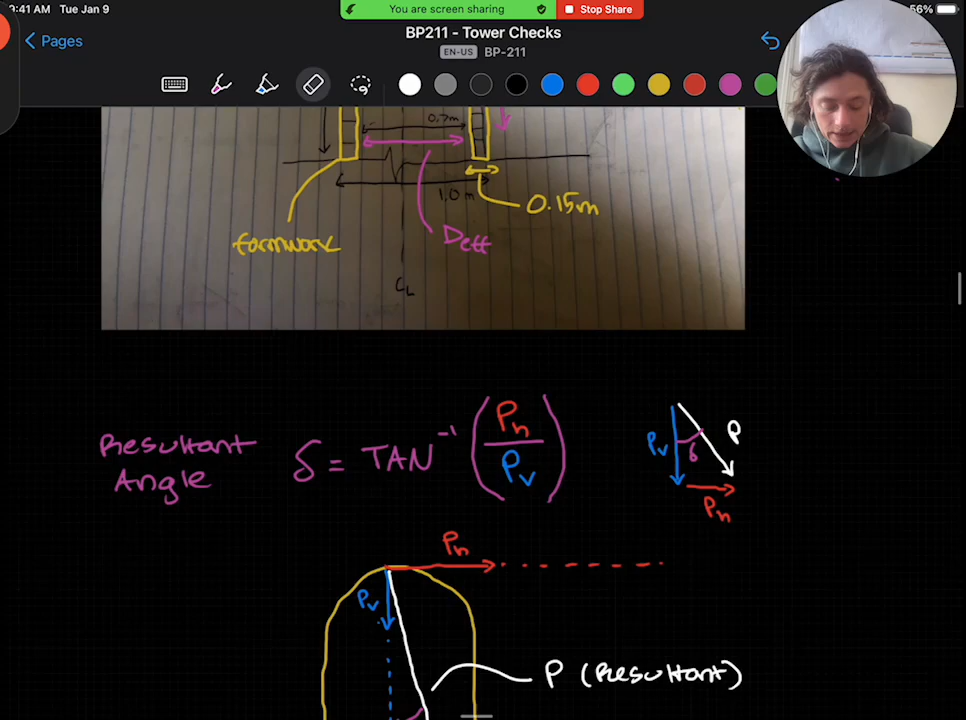 9:41 AM Tue Jan 9
You are screen sharing
Stop Share
56%
Pages
BP211 - Tower Checks
EN-US BP-211
0.7m
1.0m
0.15m
formwork
Deff
CL
Resultant
Angle
δ = TAN⁻¹ (Ph / Pv)
Pv
δ
P
Ph
Ph
Pv
P (Resultant)